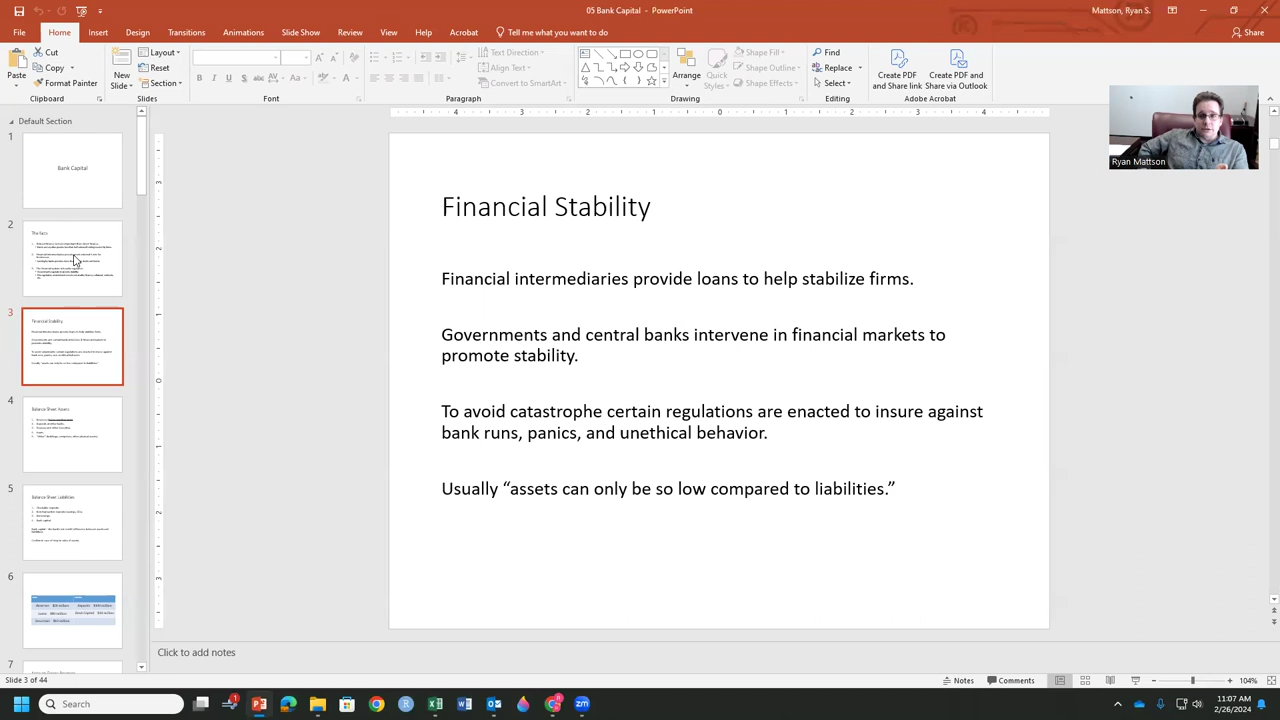 05 Bank Capital - PowerPoint
Mattson, Ryan S.
File Home Insert Design Transitions Animations Slide Show Review View Help Acrobat Tell me what you want to do Share
Paste
Cut
Copy
Format Painter
Clipboard
New
Slide
Layout
Reset
Section
Slides
Font
Text Direction
Align Text
Convert to SmartArt
Paragraph
Arrange
Quick
Styles
Shape Fill
Shape Outline
Shape Effects
Drawing
Find
Replace
Select
Editing
Create PDF
and Share link
Create PDF and
Share via Outlook
Adobe Acrobat
Default Section
1
Bank Capital
2
The Facts
3
Financial Stability
4
Balance Sheet Assets
5
Balance Sheet Liabilities
6
7
Ryan Mattson
Financial Stability
Financial intermediaries provide loans to help stabilize firms.
Governments and central banks intervene in financial markets to
promote stability.
To avoid catastrophe certain regulations are enacted to insure against
bank runs, panics, and unethical behavior.
Usually “assets can only be so low compared to liabilities.”
Click to add notes
Slide 3 of 44
Notes
Comments
104%
Search
11:07 AM
2/26/2024